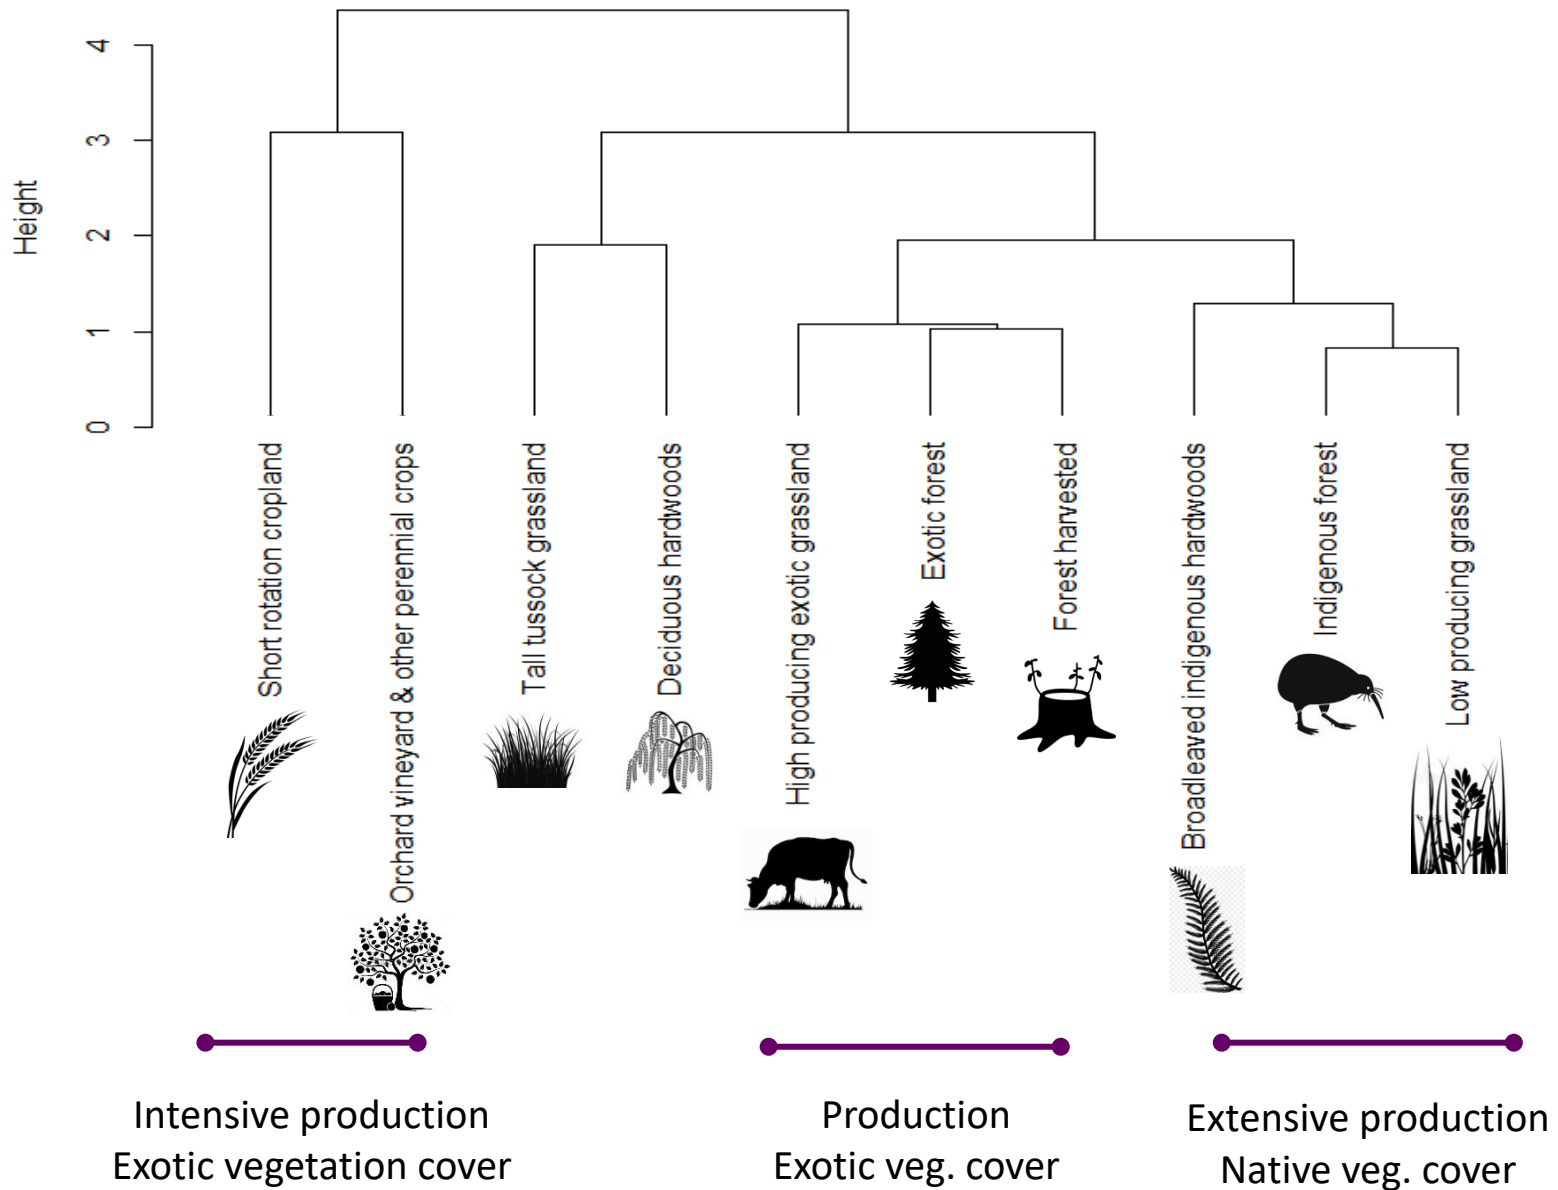 Height
4
3
2
1
0
Short rotation cropland
Orchard vineyard & other perennial crops
Tall tussock grassland
Deciduous hardwoods
High producing exotic grassland
Exotic forest
Forest harvested
Broadleaved indigenous hardwoods
Indigenous forest
Low producing grassland
Intensive production
Exotic vegetation cover
Production
Exotic veg. cover
Extensive production
Native veg. cover